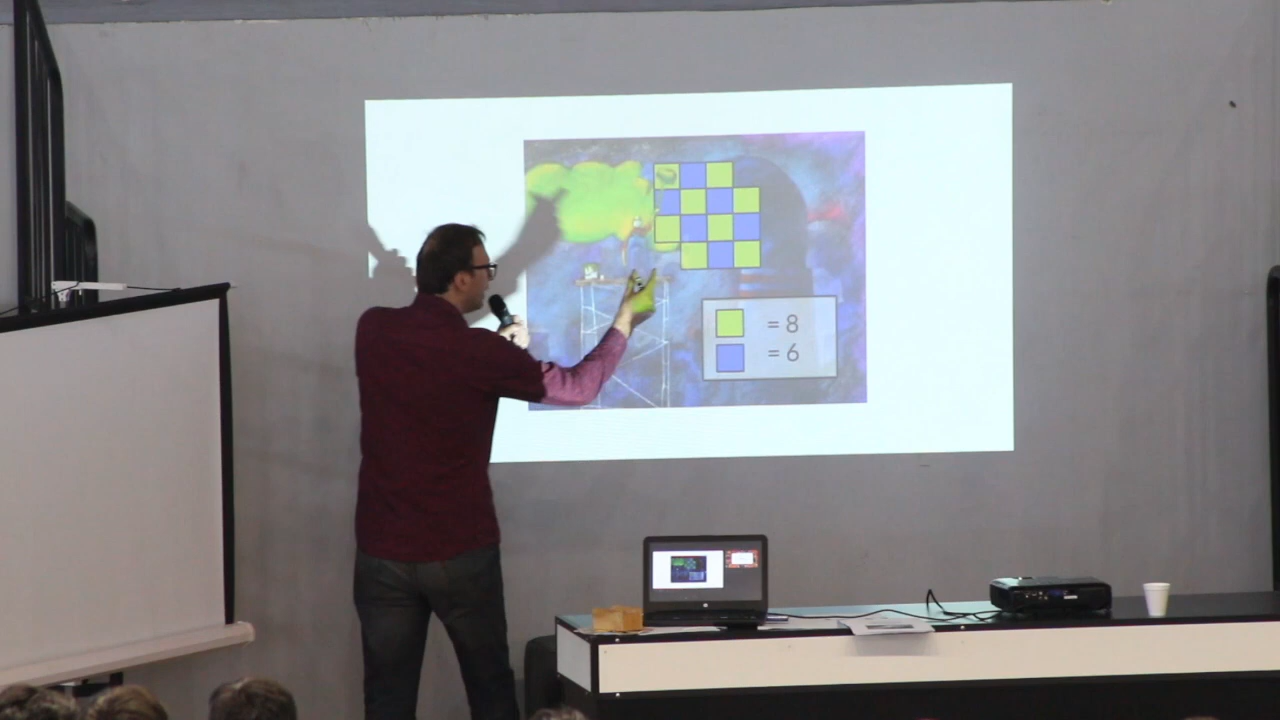 = 8
= 6